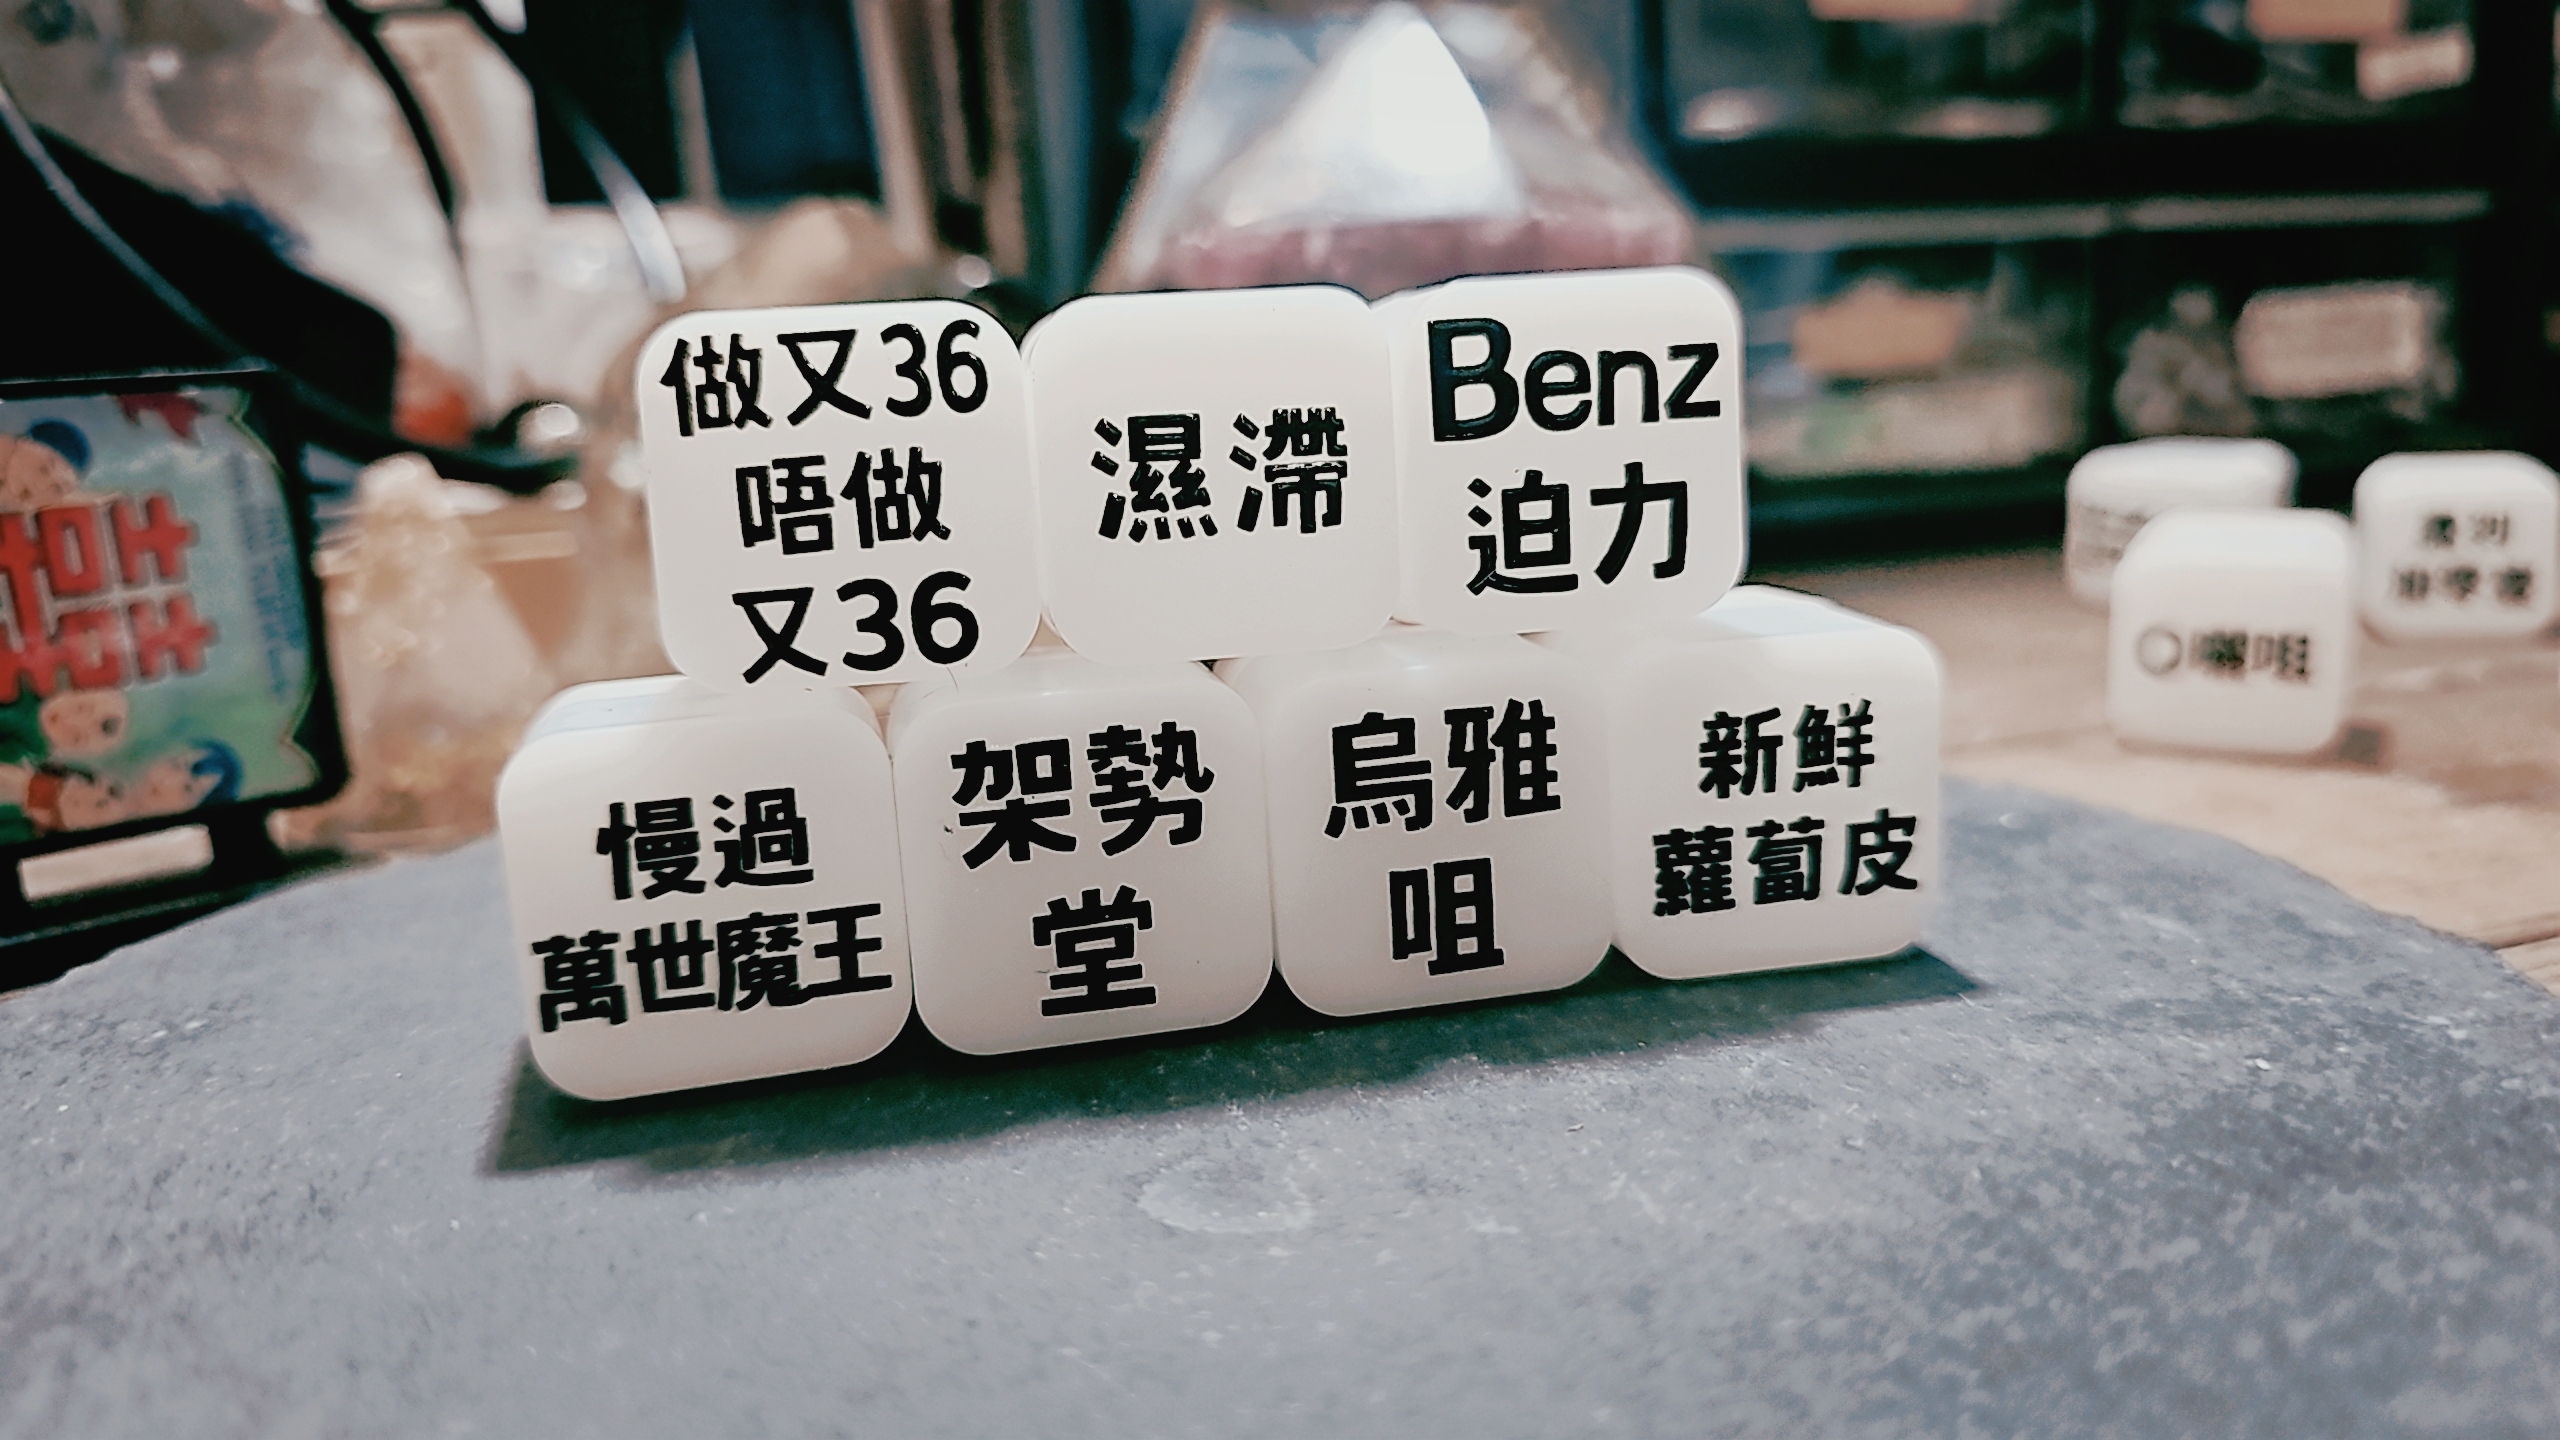 做又36
唔做
又36
濕滯
Benz
迫力
慢過
萬世魔王
架勢
堂
烏雅
咀
新鮮
蘿蔔皮